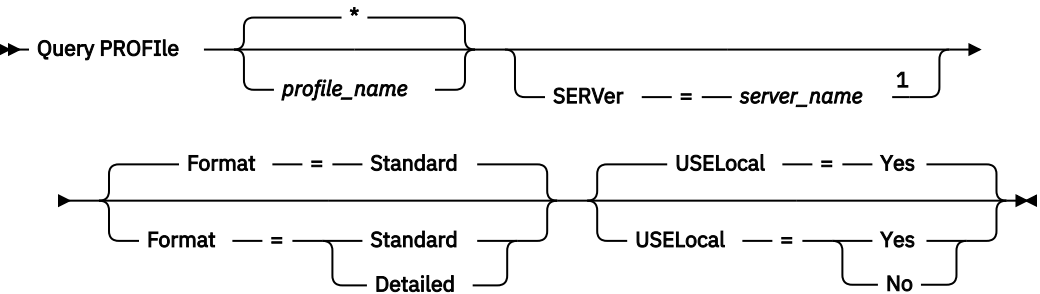 *
Query PROFIle
profile_name
SERVer = server_name 1
Format = Standard USELocal = Yes
Format = Standard USELocal = Yes
Detailed No